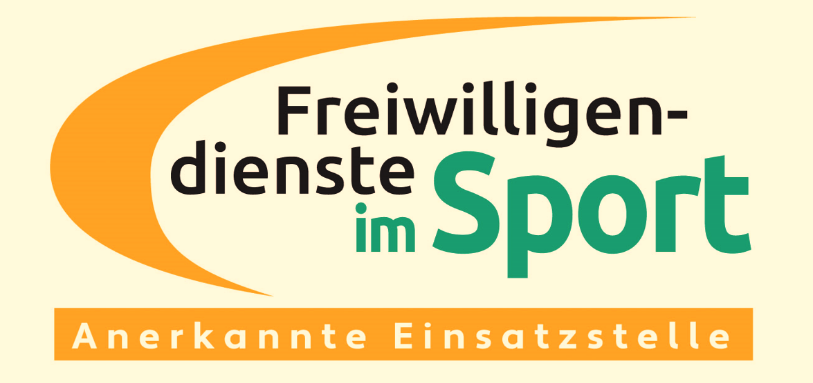 Freiwilligen-
dienste
im Sport
Anerkannte Einsatzstelle